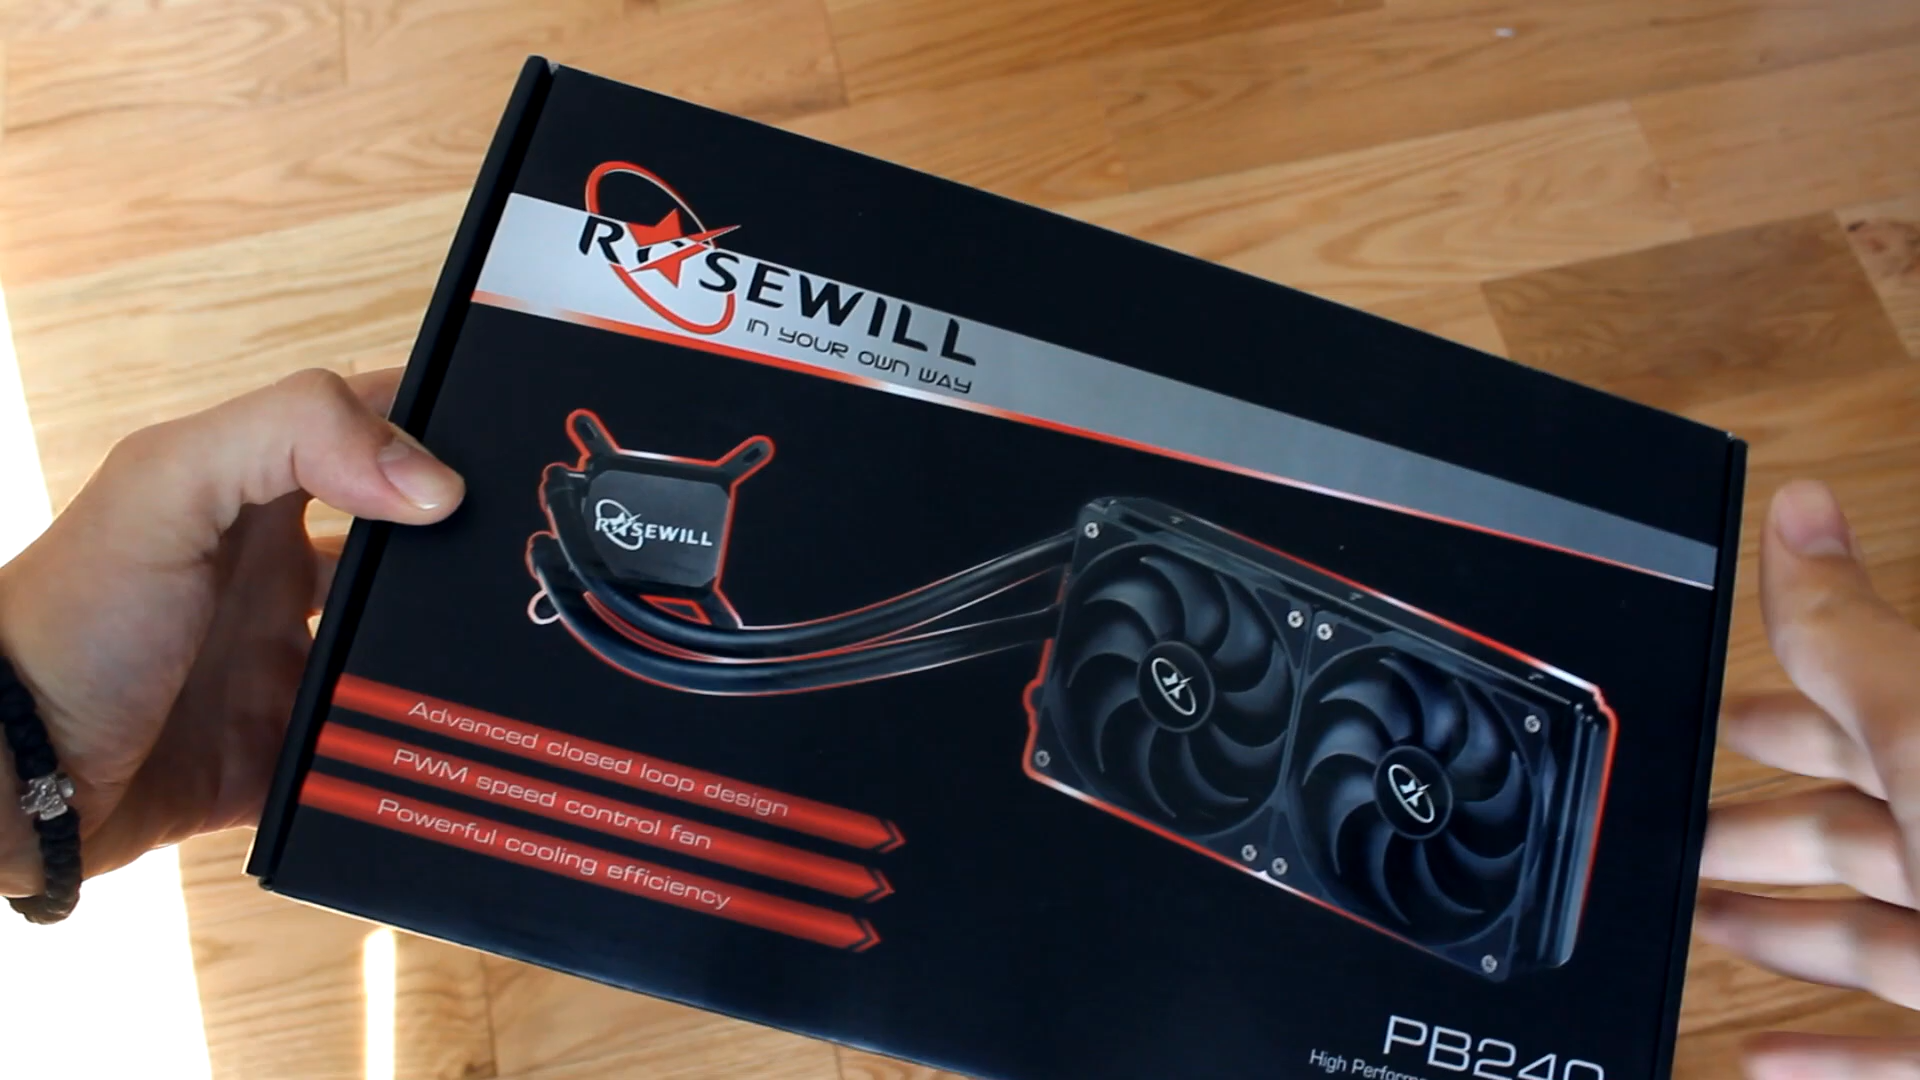 ROSEWILL
IN YOUR OWN WAY
ROSEWILL
Advanced closed loop design
PWM speed control fan
Powerful cooling efficiency
PB240
High